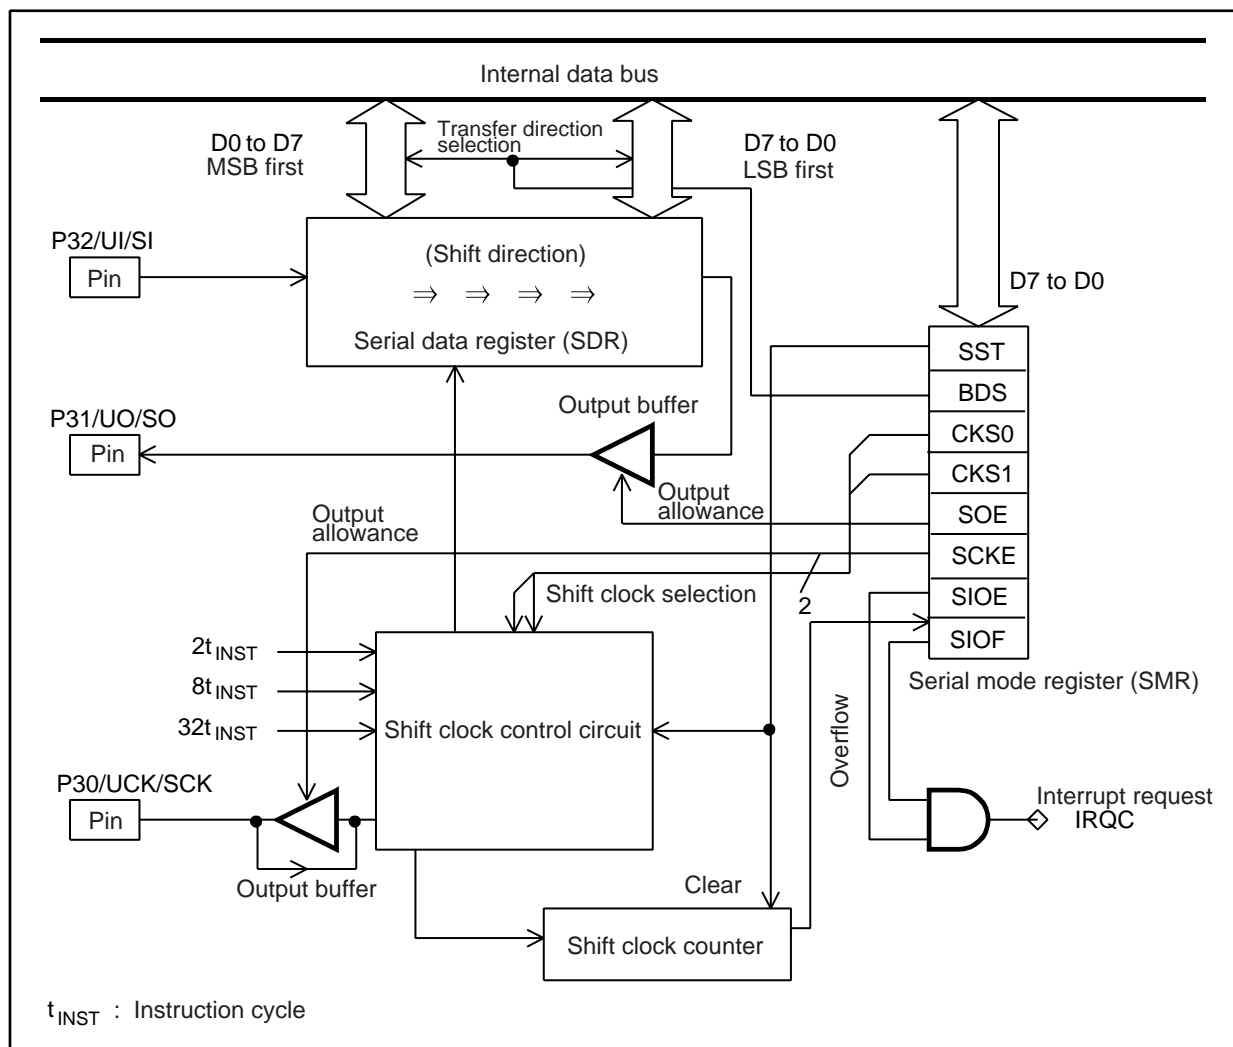 Internal data bus
D0 to D7
MSB first
Transfer direction
selection
D7 to D0
LSB first
P32/UI/SI
Pin
(Shift direction)
⇒ ⇒ ⇒ ⇒
Serial data register (SDR)
D7 to D0
SST
BDS
CKS0
CKS1
SOE
SCKE
SIOE
SIOF
Serial mode register (SMR)
P31/UO/SO
Pin
Output buffer
Output
allowance
Output
allowance
Shift clock selection
2
2tINST
8tINST
32tINST
Shift clock control circuit
Overflow
P30/UCK/SCK
Pin
Output buffer
Interrupt request
IRQC
Clear
Shift clock counter
tINST : Instruction cycle